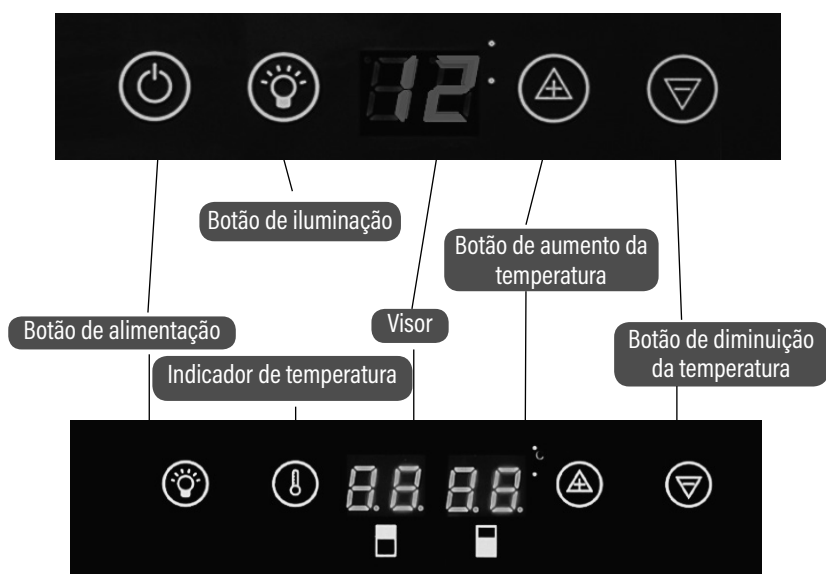 12
Botão de iluminação
Botão de aumento da
temperatura
Botão de alimentação
Visor
Botão de diminuição
da temperatura
Indicador de temperatura
8.8. 8.8. °C